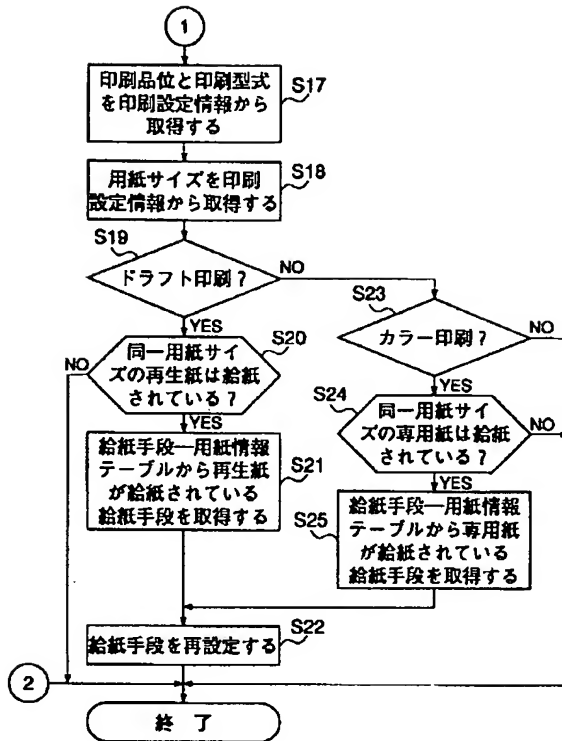 1
印刷品位と印刷型式
を印刷設定情報から
取得する
S17
用紙サイズを印刷
設定情報から取得する
S18
S19
ドラフト印刷?
NO
YES
S23
カラー印刷?
NO
YES
S20
NO
同一用紙サイ
ズの再生紙は給紙
されている?
YES
S24
同一用紙サイ
ズの専用紙は給紙
されている?
NO
YES
給紙手段―用紙情報
テーブルから再生紙
が給紙されている
給紙手段を取得する
S21
S25
給紙手段―用紙情報
テーブルから専用紙
が給紙されている
給紙手段を取得する
給紙手段を再設定する
S22
2
終了